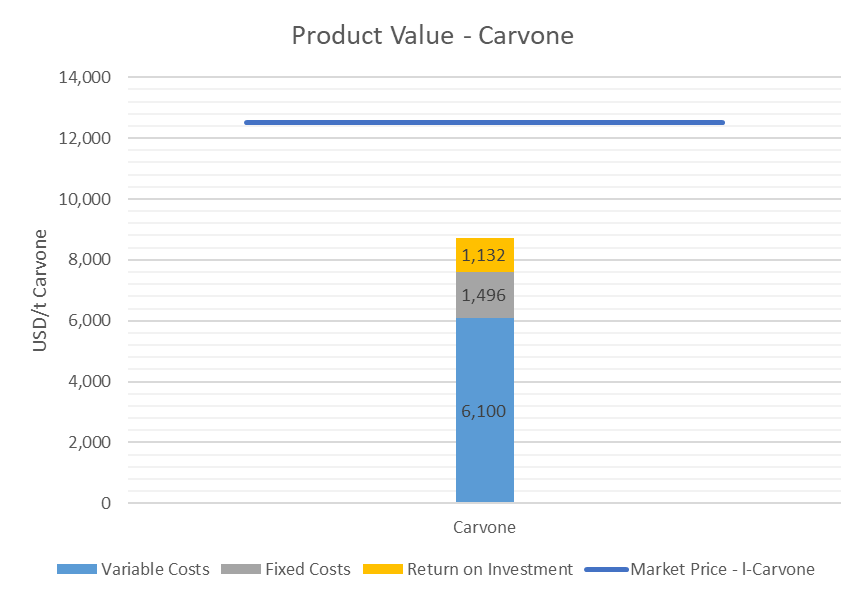 Product Value - Carvone
14,000
12,000
10,000
8,000
6,000
4,000
2,000
0
USD/t Carvone
1,132
1,496
6,100
Carvone
Variable Costs Fixed Costs Return on Investment Market Price - l-Carvone